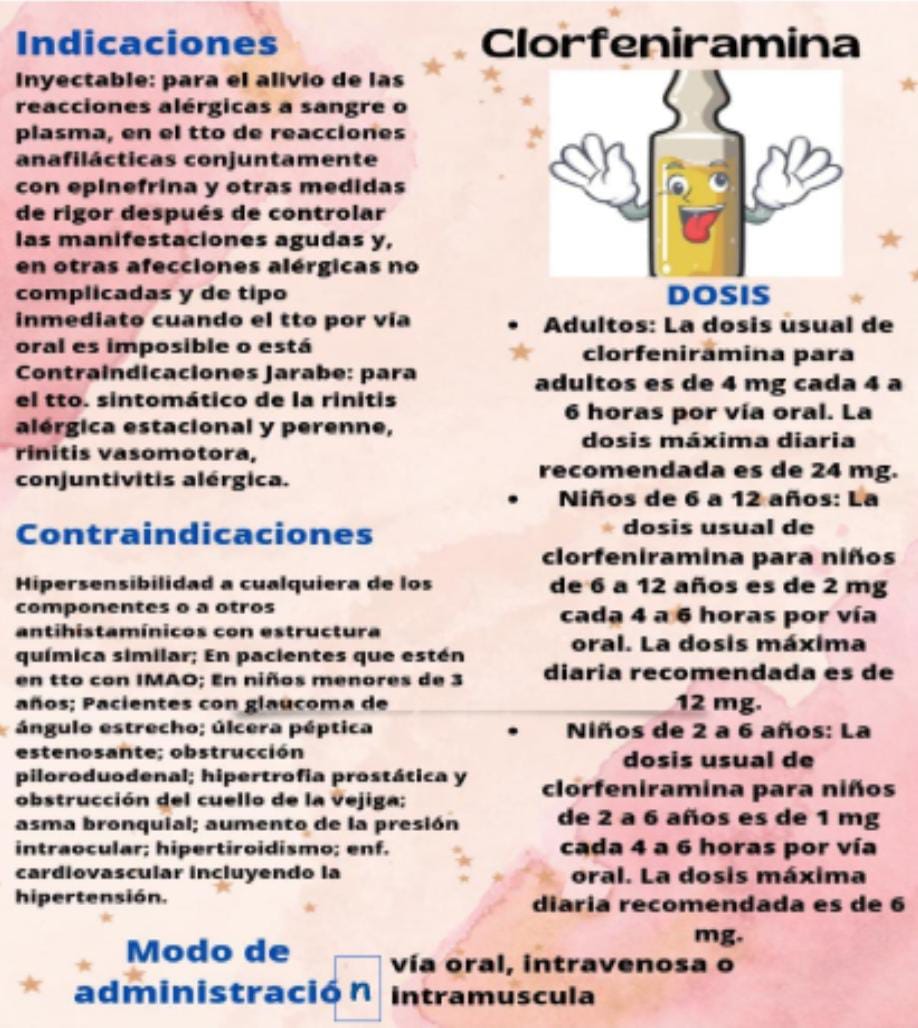 Indicaciones
Inyectable: para el alivio de las
reacciones alérgicas a sangre o
plasma, en el tto de reacciones
anafilácticas conjuntamente
con epinefrina y otras medidas
de rigor después de controlar
las manifestaciones agudas y,
en otras afecciones alérgicas no
complicadas y de tipo
inmediato cuando el tto por vía
oral es imposible o está
Contraindicaciones Jarabe: para
el tto. sintomático de la rinitis
alérgica estacional y perenne,
rinitis vasomotora,
conjuntivitis alérgica.
Contraindicaciones
Hipersensibilidad a cualquiera de los
componentes o a otros
antihistamínicos con estructura
química similar; En pacientes que estén
en tto con IMAO; En niños menores de 3
años; Pacientes con glaucoma de
ángulo estrecho; úlcera péptica
estenosante; obstrucción
piloroduodenal; hipertrofia prostática y
obstrucción del cuello de la vejiga;
asma bronquial; aumento de la presión
intraocular; hipertiroidismo; enf.
cardiovascular incluyendo la
hipertensión.
Clorfeniramina
DOSIS
• Adultos: La dosis usual de
clorfeniramina para
adultos es de 4 mg cada 4 a
6 horas por vía oral. La
dosis máxima diaria
recomendada es de 24 mg.
• Niños de 6 a 12 años: La
dosis usual de
clorfeniramina para niños
de 6 a 12 años es de 2 mg
cada 4 a 6 horas por vía
oral. La dosis máxima
diaria recomendada es de
12 mg.
• Niños de 2 a 6 años: La
dosis usual de
clorfeniramina para niños
de 2 a 6 años es de 1 mg
cada 4 a 6 horas por vía
oral. La dosis máxima
diaria recomendada es de 6
mg.
Modo de
administración
vía oral, intravenosa o
intramuscula